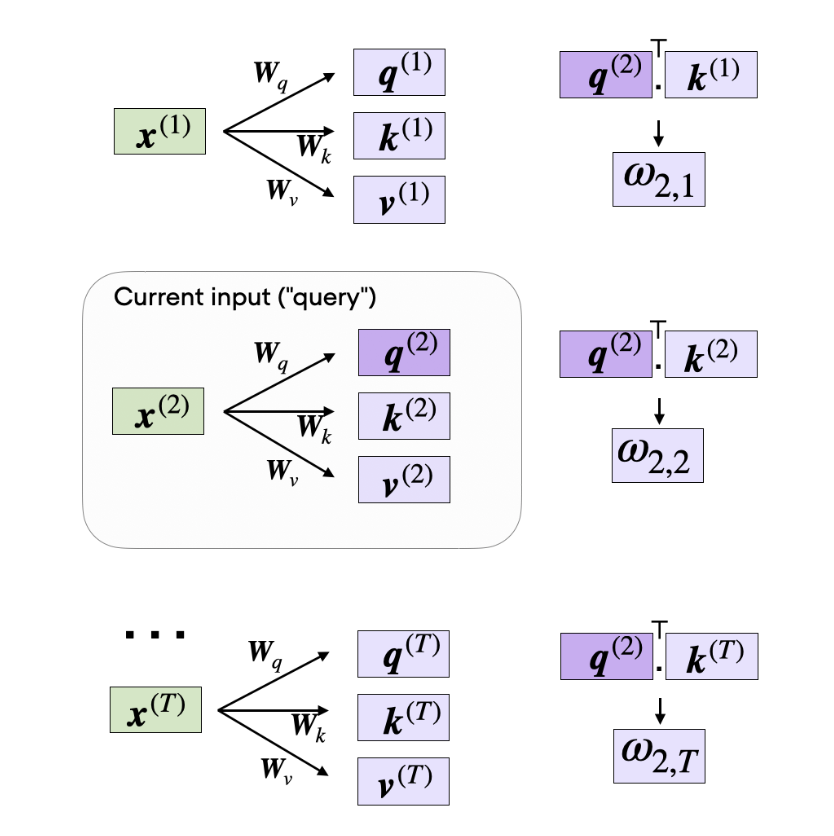 W_q
q^(1)
x^(1)
W_k
k^(1)
W_v
v^(1)
q^(2)⊤ . k^(1)
ω_2,1
Current input ("query")
W_q
q^(2)
x^(2)
W_k
k^(2)
W_v
v^(2)
q^(2)⊤ . k^(2)
ω_2,2
...
W_q
q^(T)
x^(T)
W_k
k^(T)
W_v
v^(T)
q^(2)⊤ . k^(T)
ω_2,T